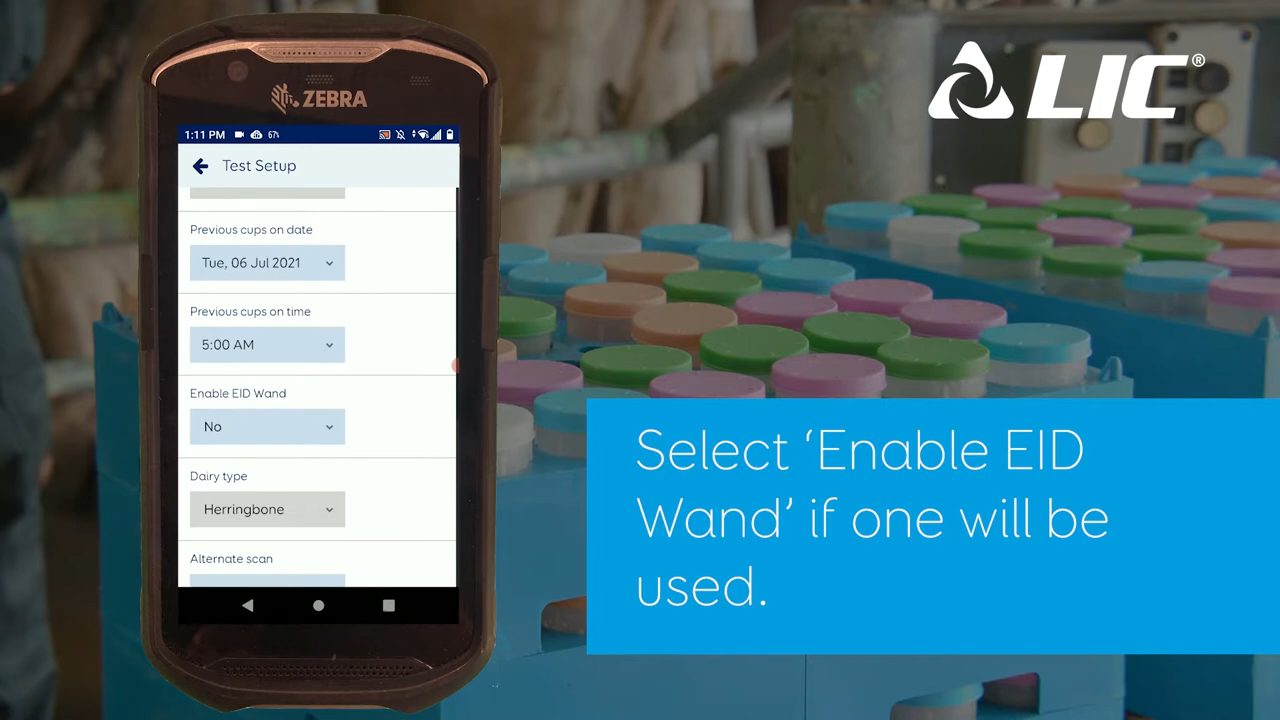 LIC®
ZEBRA
1:11 PM 67%
Test Setup
Previous cups on date
Tue, 06 Jul 2021
Previous cups on time
5:00 AM
Enable EID Wand
No
Dairy type
Herringbone
Alternate scan
Select ‘Enable EID
Wand’ if one will be
used.